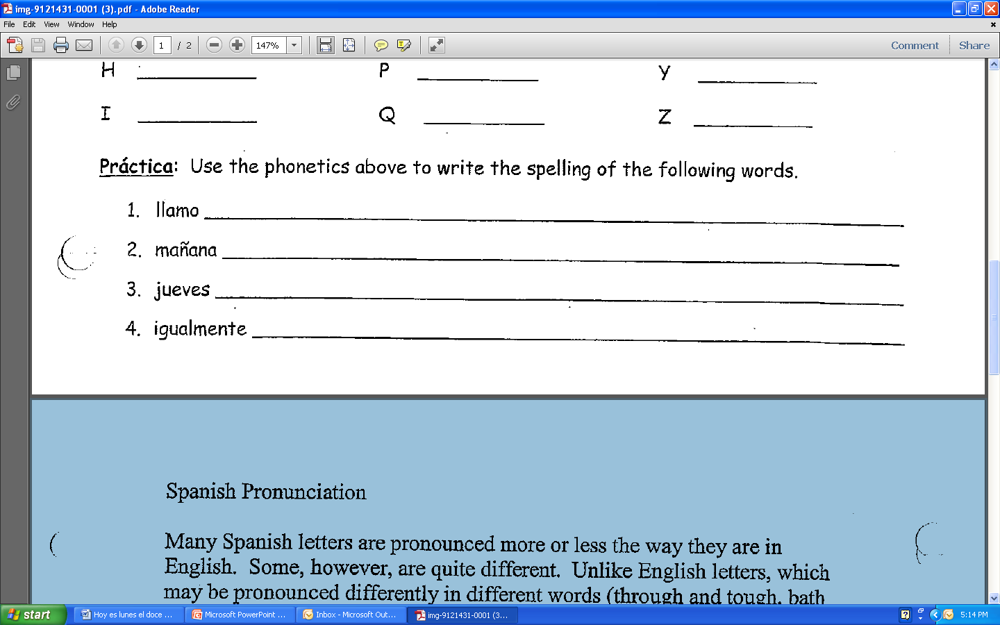 img-9121431-0001 (3).pdf - Adobe Reader
File Edit View Window Help
1 / 2 147% Comment Share
H P Y
I Q Z
Práctica: Use the phonetics above to write the spelling of the following words.
1. llamo
2. mañana
3. jueves
4. igualmente
Spanish Pronunciation
Many Spanish letters are pronounced more or less the way they are in
English. Some, however, are quite different. Unlike English letters, which
may be pronounced differently in different words (through and tough, bath
start Hoy es lunes el doce ... Microsoft PowerPoint ... Inbox - Microsoft Out... img-9121431-0001 (3... 5:14 PM